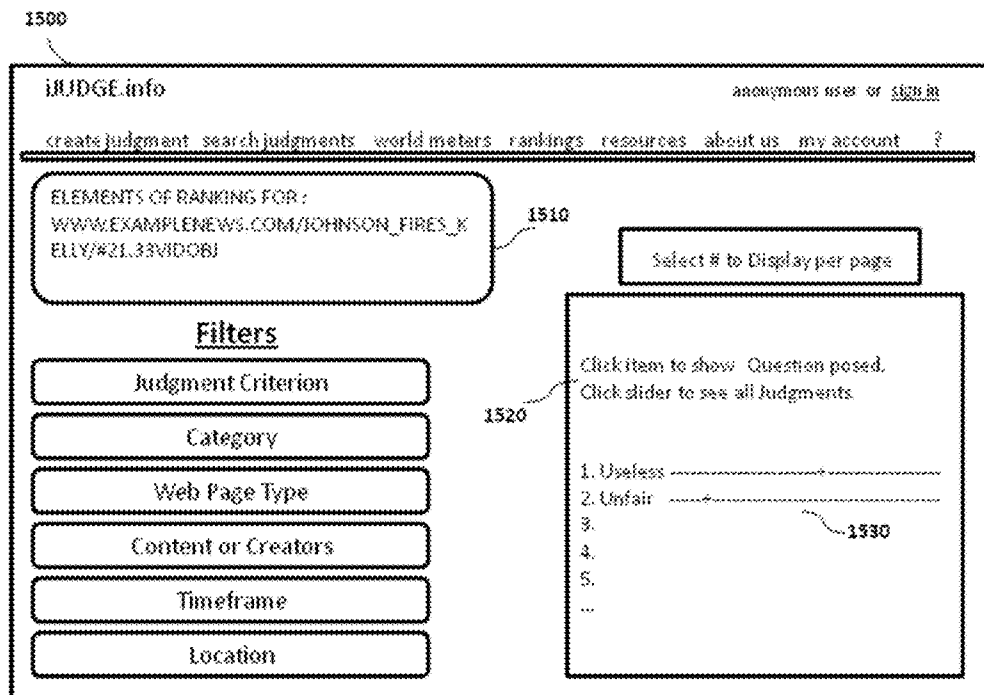 1500
iJUDGE.info
anonymous user or sign in
create judgment search judgments world meters rankings resources about us my account ?
ELEMENTS OF RANKING FOR :
WWW.EXAMPLENEWS.COM/JOHNSON_FIRES_K
ELLY/#21.33VIDOBJ
1510
Select # to Display per page
Filters
Judgment Criterion
Category
Web Page Type
Content or Creators
Timeframe
Location
Click item to show Question posed.
Click slider to see all Judgments.
1520
1. Useless
2. Unfair
3.
4.
5.
...
1530